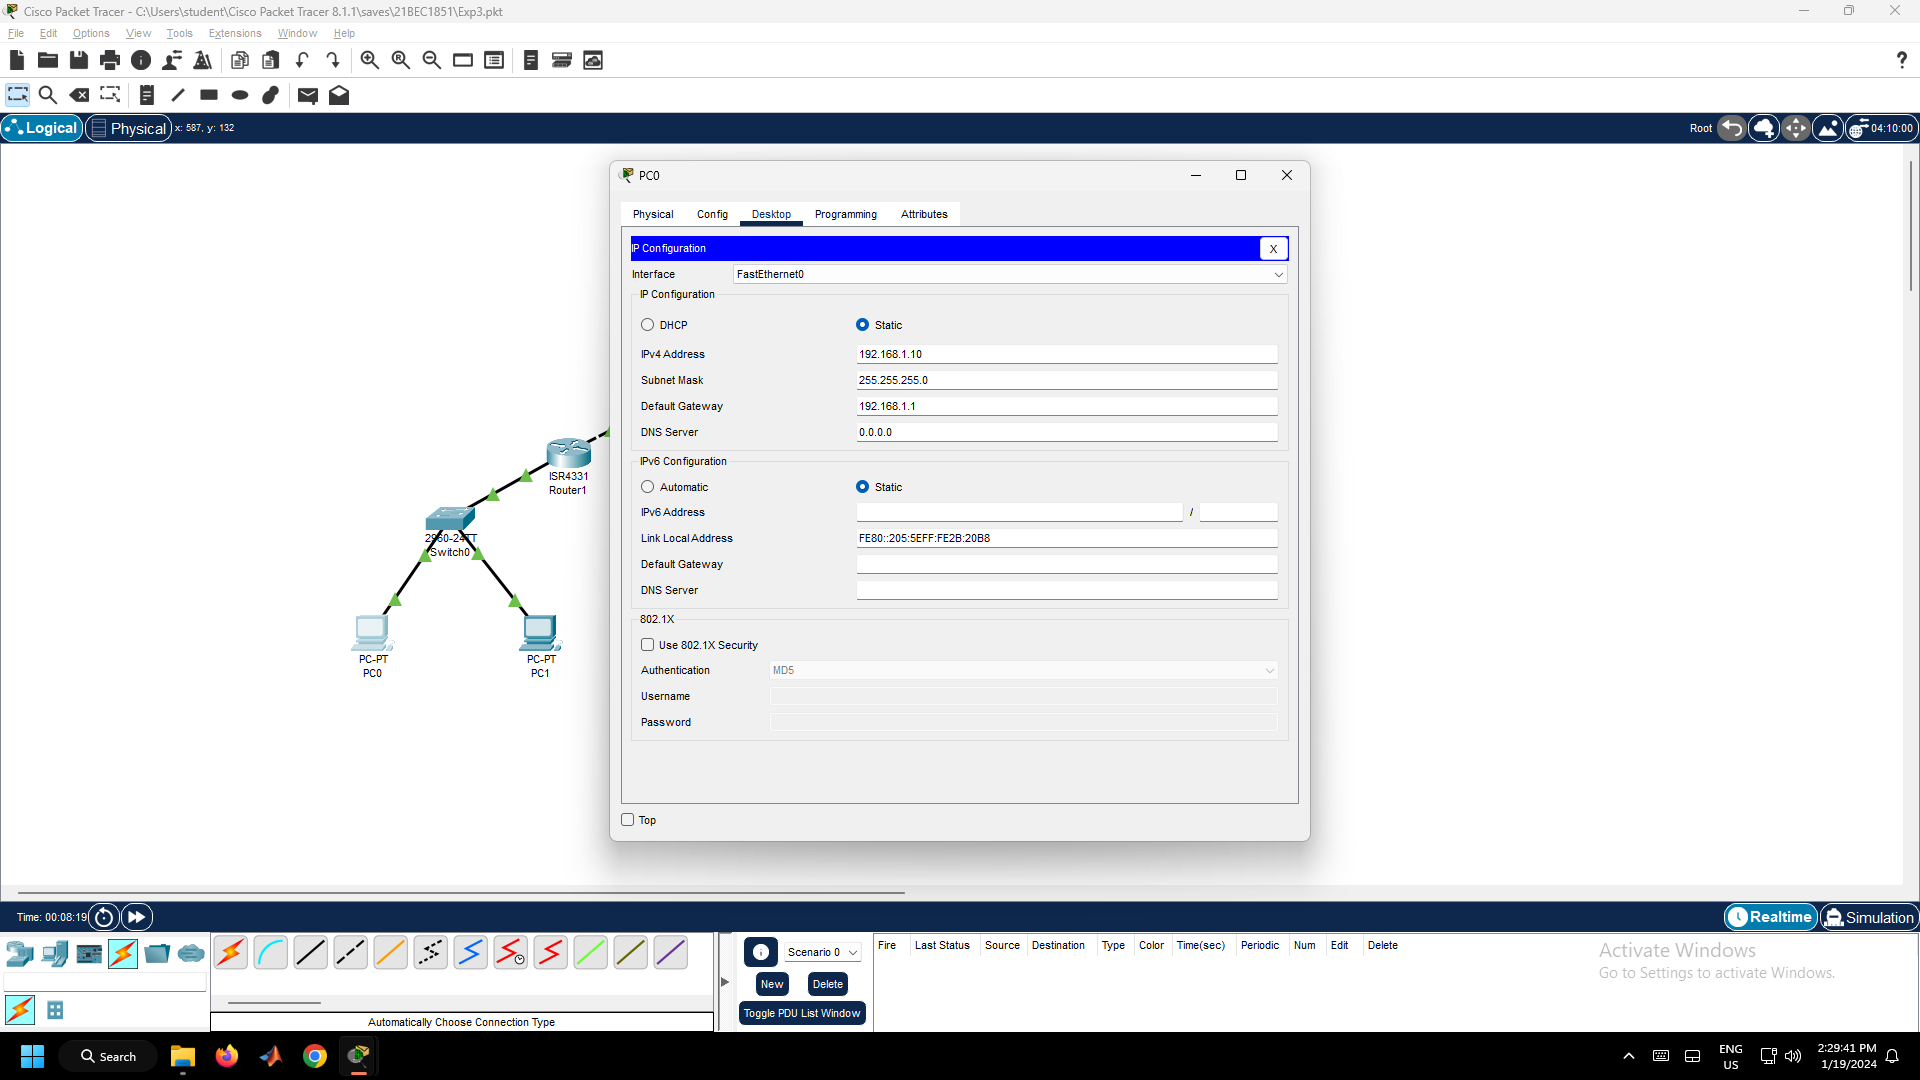 Cisco Packet Tracer - C:\Users\student\Cisco Packet Tracer 8.1.1\saves\21BEC1851\Exp3.pkt
File Edit Options View Tools Extensions Window Help
?
Logical Physical x: 587, y: 132 Root 04:10:00
PC0
Physical Config Desktop Programming Attributes
IP Configuration X
Interface FastEthernet0
IP Configuration
DHCP Static
IPv4 Address 192.168.1.10
Subnet Mask 255.255.255.0
Default Gateway 192.168.1.1
DNS Server 0.0.0.0
IPv6 Configuration
Automatic Static
IPv6 Address /
Link Local Address FE80::205:5EFF:FE2B:20B8
Default Gateway
DNS Server
802.1X
Use 802.1X Security
Authentication MD5
Username
Password
Top
ISR4331
Router1
2960-24TT
Switch0
PC-PT
PC0
PC-PT
PC1
Time: 00:08:19 Realtime Simulation
Scenario 0
New Delete
Toggle PDU List Window
Fire Last Status Source Destination Type Color Time(sec) Periodic Num Edit Delete
Automatically Choose Connection Type
Activate Windows
Go to Settings to activate Windows.
Search
ENG
US
2:29:41 PM
1/19/2024